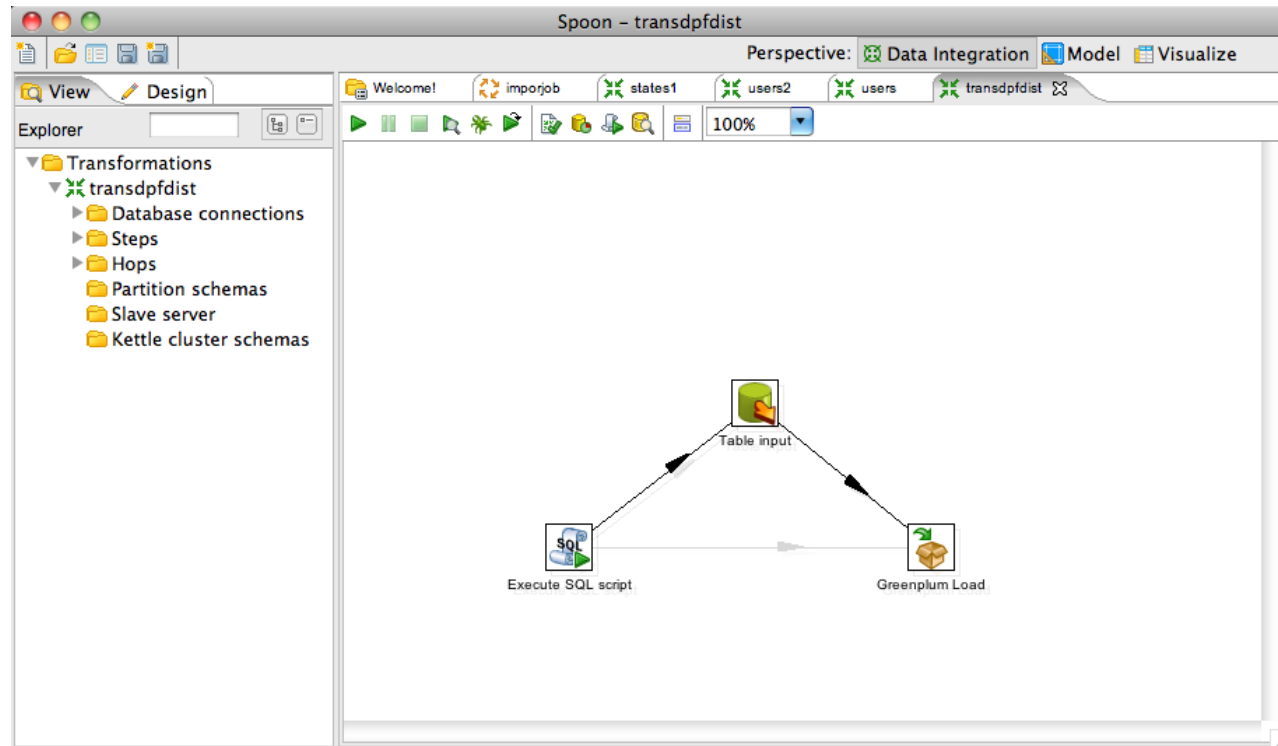 Spoon – transdpfdist
Perspective: Data Integration Model Visualize
View Design
Welcome! imporjob states1 users2 users transdpfdist
Explorer
100%
Transformations
transdpfdist
Database connections
Steps
Hops
Partition schemas
Slave server
Kettle cluster schemas
Table input
SQL
Execute SQL script
Greenplum Load